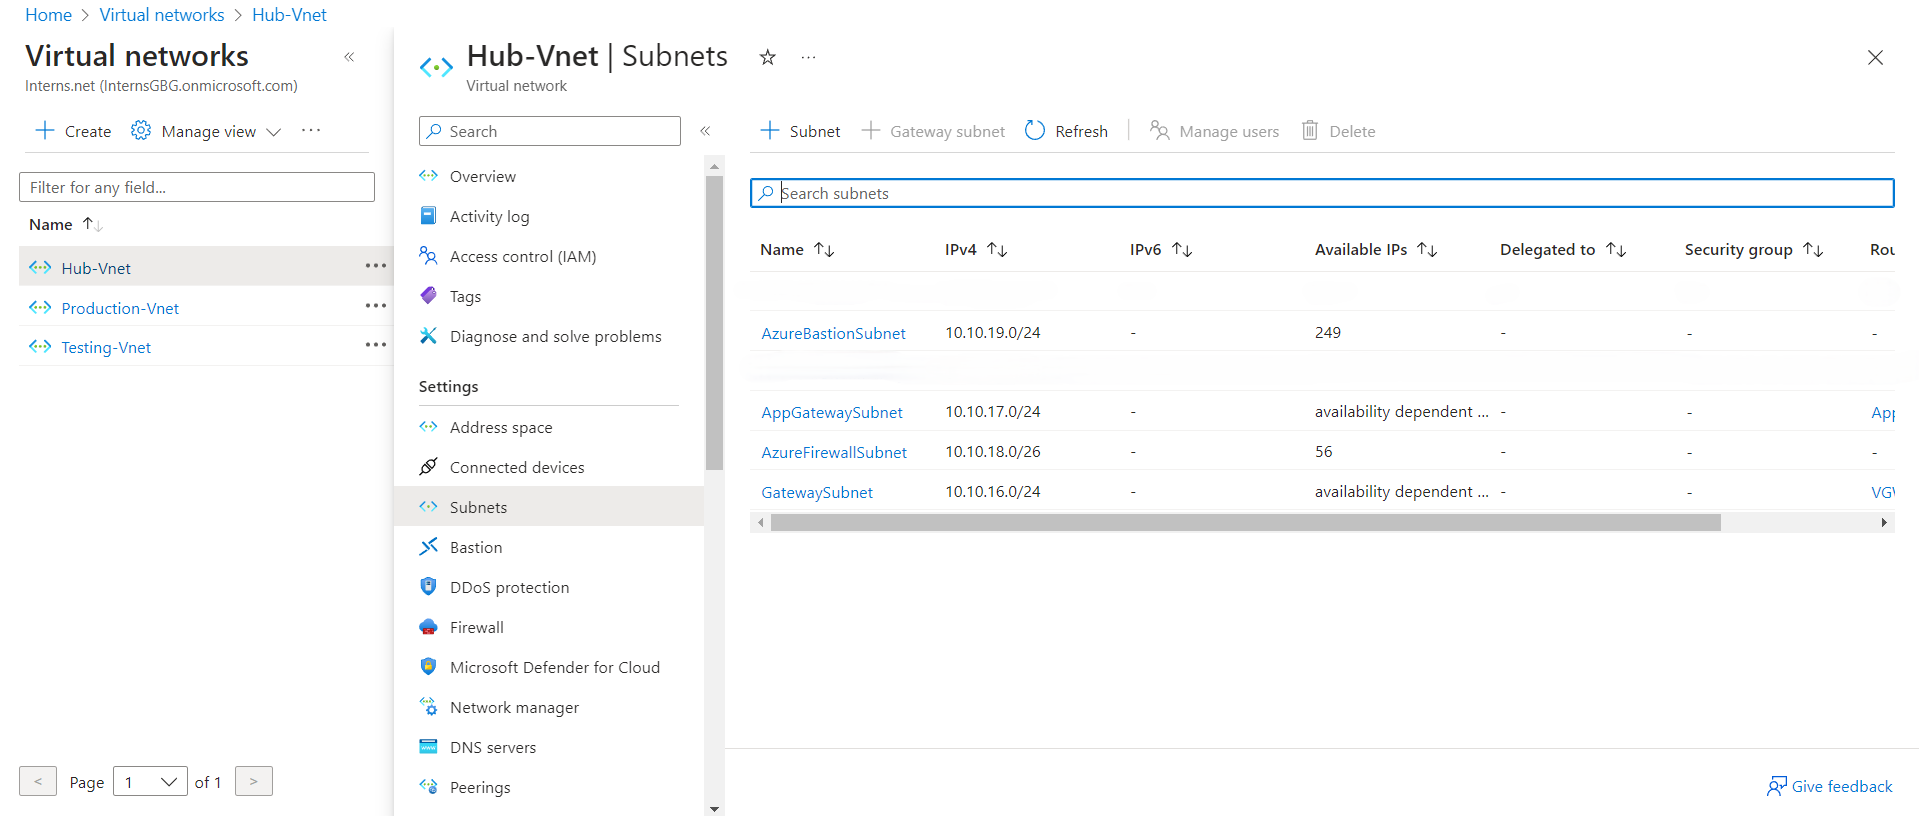 Home > Virtual networks > Hub-Vnet
Virtual networks
Interns.net (InternsGBG.onmicrosoft.com)
Create
Manage view
Filter for any field...
Name
Hub-Vnet
Production-Vnet
Testing-Vnet
< Page 1 of 1 >
Hub-Vnet | Subnets
Virtual network
Search
Overview
Activity log
Access control (IAM)
Tags
Diagnose and solve problems
Settings
Address space
Connected devices
Subnets
Bastion
DDoS protection
Firewall
Microsoft Defender for Cloud
Network manager
DNS servers
Peerings
Subnet Gateway subnet Refresh Manage users Delete
Search subnets
Name IPv4 IPv6 Available IPs Delegated to Security group Rou
AzureBastionSubnet 10.10.19.0/24 - 249 - - -
AppGatewaySubnet 10.10.17.0/24 - availability dependent ... - - App
AzureFirewallSubnet 10.10.18.0/26 - 56 - - -
GatewaySubnet 10.10.16.0/24 - availability dependent ... - - VGW
Give feedback